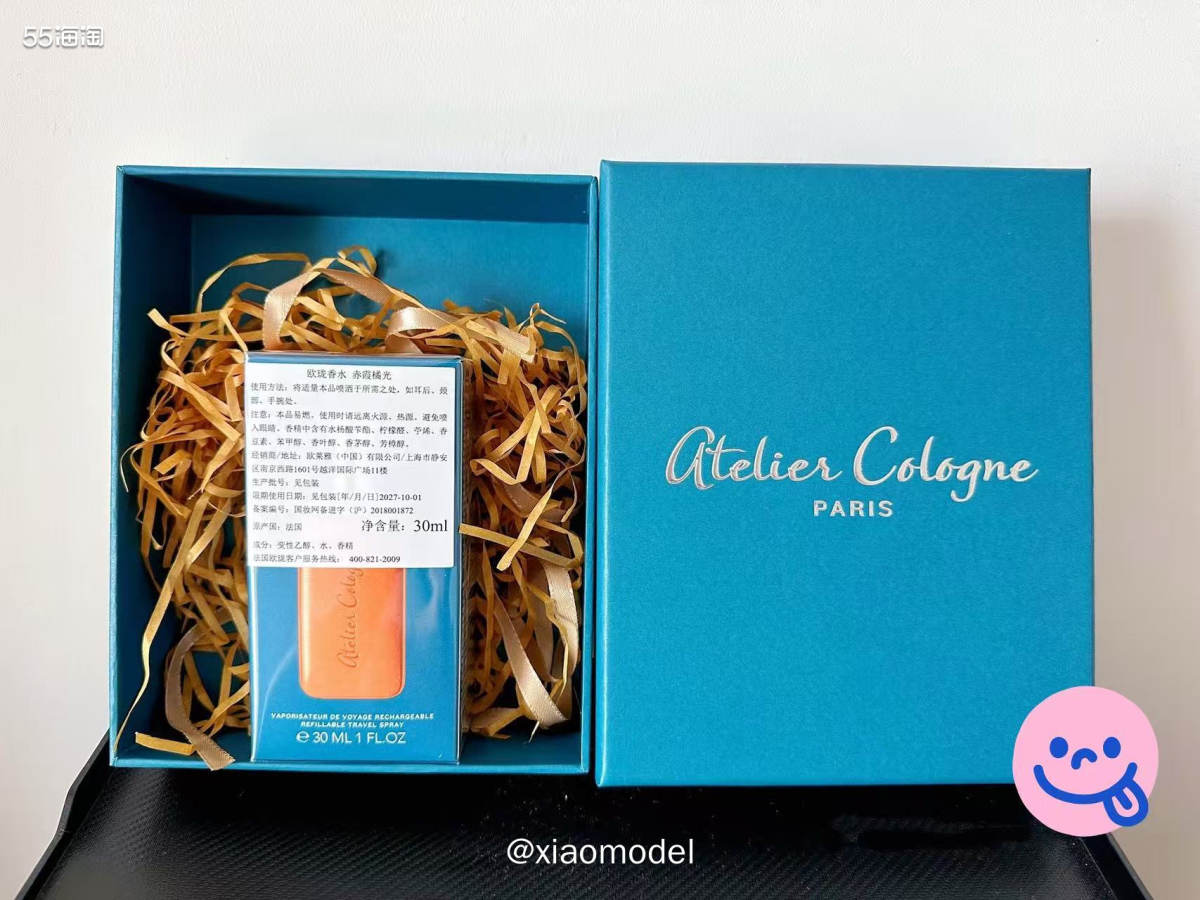 55海淘
欧珑香水 赤霞橘光
使用方法：将适量本品喷洒于所需之处，如耳后、颈
部、手腕处。
注意：本品易燃，使用时请远离火源、热源，避免喷
入眼睛。香精中含有水杨酸苄酯、柠檬醛、苧烯、香
豆素、苯甲醇、香叶醇、香茅醇、芳樟醇。
经销商/地址：欧莱雅（中国）有限公司/上海市静安
区南京西路1601号越洋国际广场11楼
生产批号：见包装
限期使用日期：见包装[年/月/日]2027-10-01
备案编号：国妆网备进字（沪）2018001872
原产国：法国 净含量：30ml
成分：变性乙醇、水、香精
法国欧珑客户服务热线： 400-821-2009
Atelier Colog
VAPORISATEUR DE VOYAGE RECHARGEABLE
REFILLABLE TRAVEL SPRAY
℮ 30 ML 1 FL.OZ
Atelier Cologne
PARIS
@xiaomodel